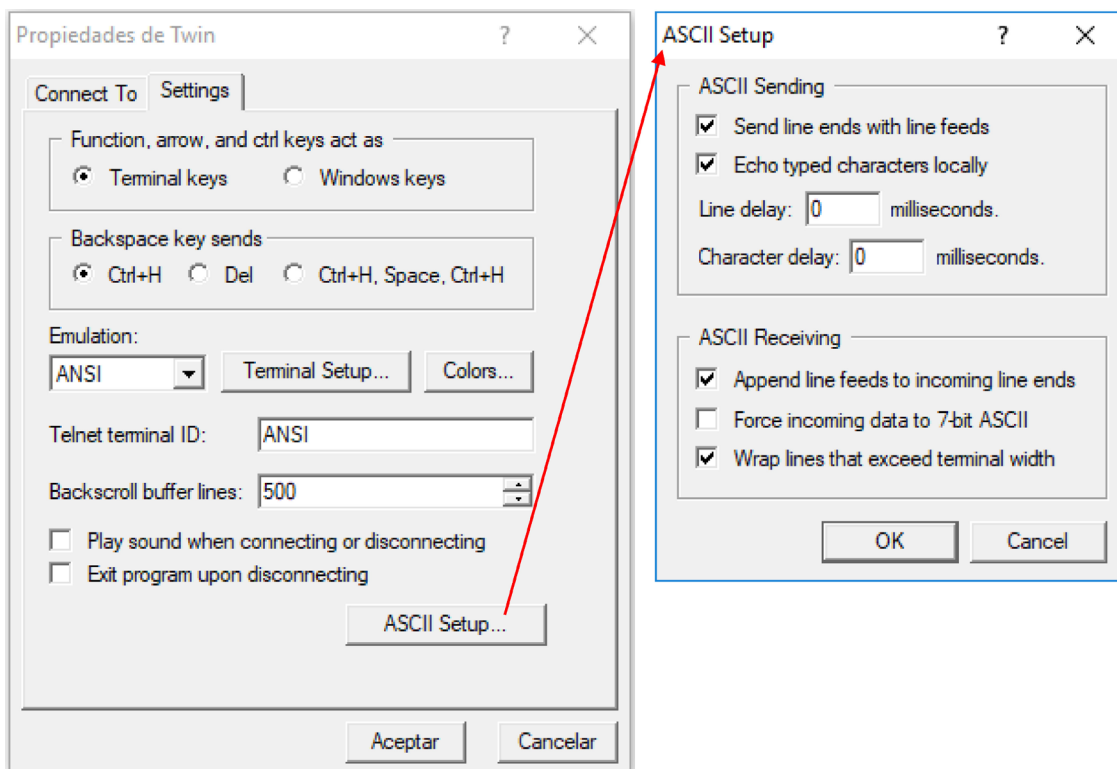 Propiedades de Twin ?
Connect To Settings
Function, arrow, and ctrl keys act as
Terminal keys Windows keys
Backspace key sends
Ctrl+H Del Ctrl+H, Space, Ctrl+H
Emulation:
ANSI Terminal Setup... Colors...
Telnet terminal ID: ANSI
Backscroll buffer lines: 500
Play sound when connecting or disconnecting
Exit program upon disconnecting
ASCII Setup...
Aceptar Cancelar
ASCII Setup ?
ASCII Sending
Send line ends with line feeds
Echo typed characters locally
Line delay: 0 milliseconds.
Character delay: 0 milliseconds.
ASCII Receiving
Append line feeds to incoming line ends
Force incoming data to 7-bit ASCII
Wrap lines that exceed terminal width
OK Cancel